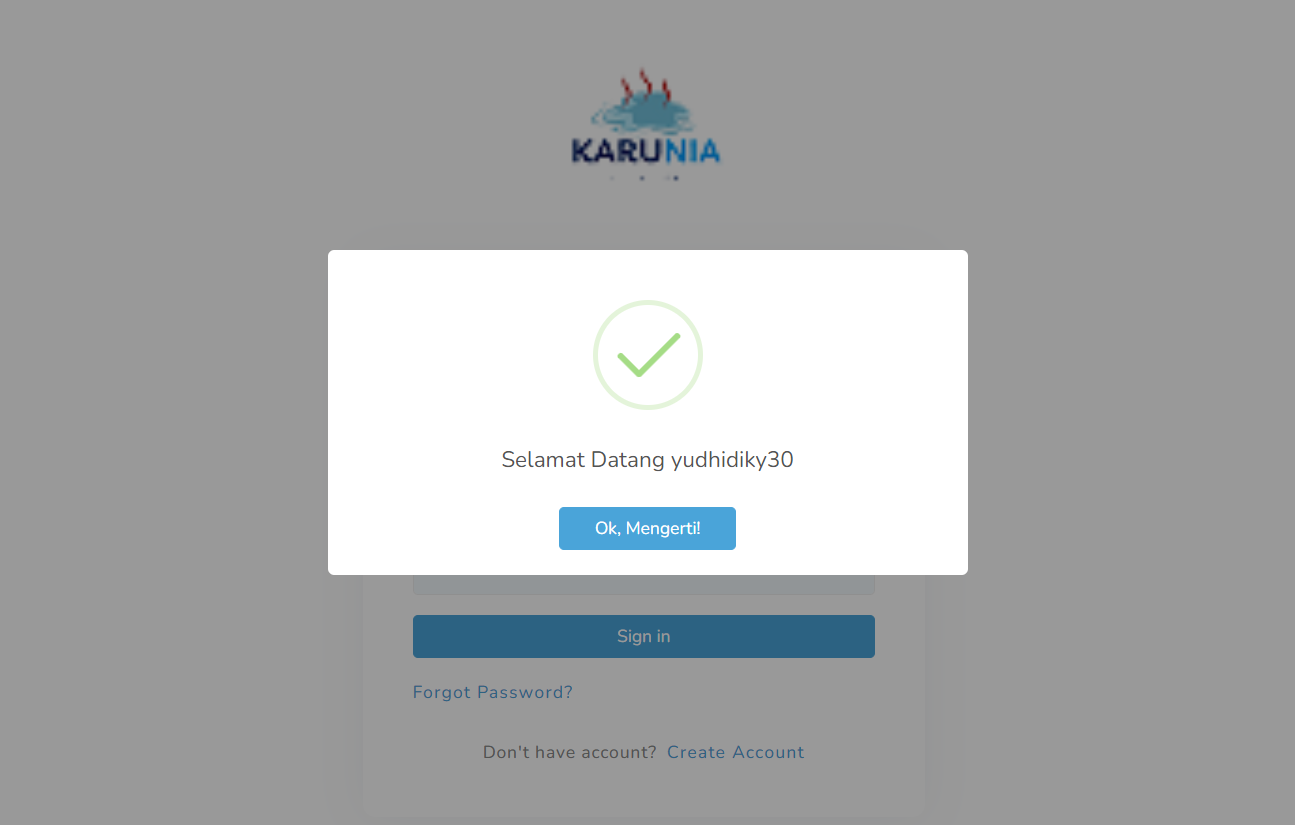 KARUNIA
Selamat Datang yudhidiky30
Ok, Mengerti!
Sign in
Forgot Password?
Don't have account? Create Account